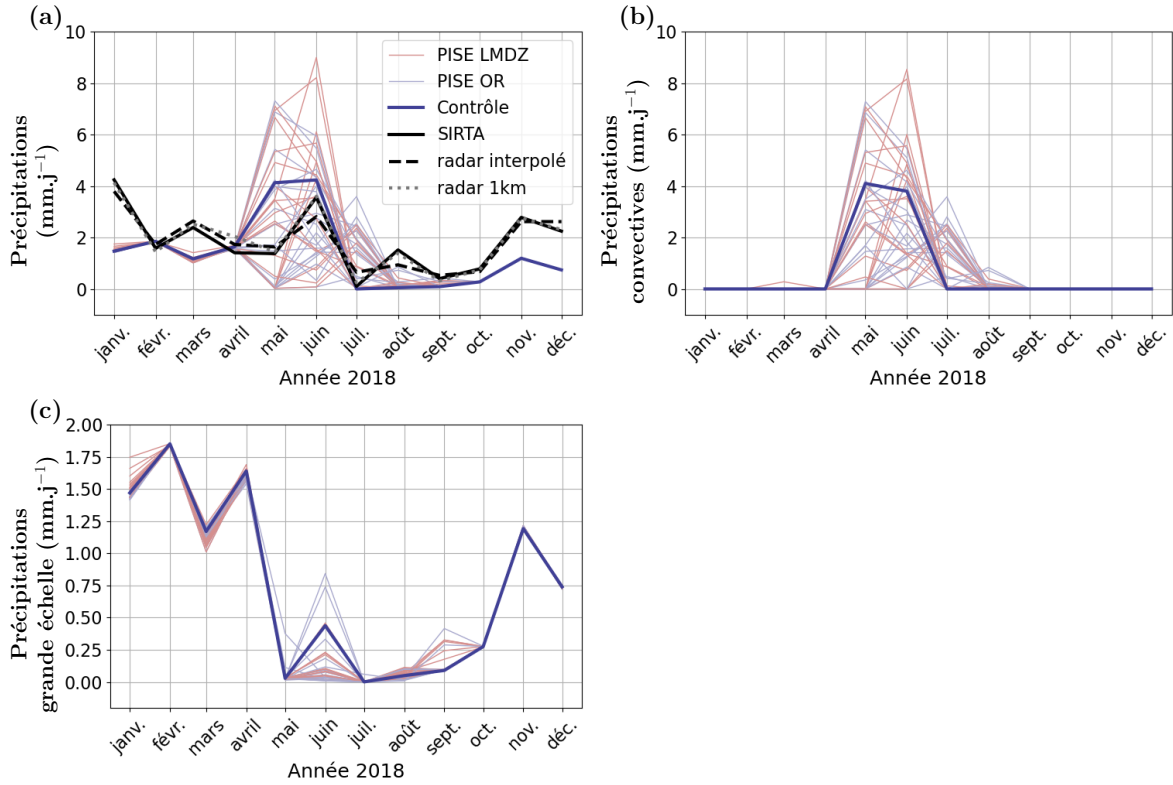 (a)
Précipitations
(mm.j⁻¹)
10
8
6
4
2
0
PISE LMDZ
PISE OR
Contrôle
SIRTA
radar interpolé
radar 1km
janv.
févr.
mars
avril
mai
juin
juil.
août
sept.
oct.
nov.
déc.
Année 2018
(b)
Précipitations
convectives (mm.j⁻¹)
10
8
6
4
2
0
janv.
févr.
mars
avril
mai
juin
juil.
août
sept.
oct.
nov.
déc.
Année 2018
(c)
Précipitations
grande échelle (mm.j⁻¹)
2.00
1.75
1.50
1.25
1.00
0.75
0.50
0.25
0.00
janv.
févr.
mars
avril
mai
juin
juil.
août
sept.
oct.
nov.
déc.
Année 2018